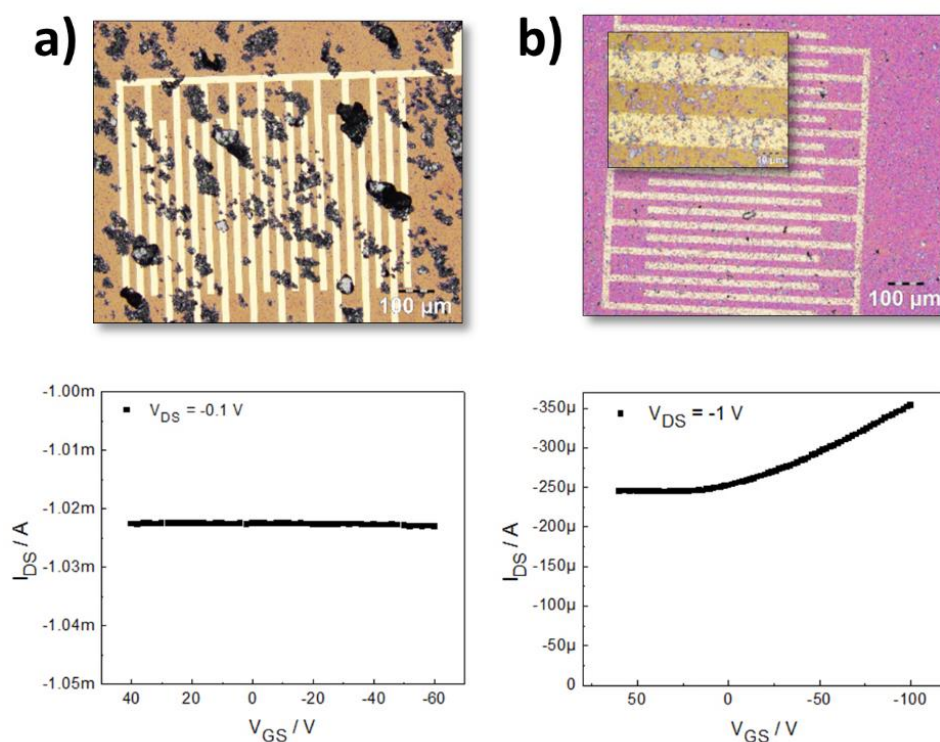 a)
100 µm
b)
10 µm
100 µm
-1.00m
-1.01m
-1.02m
-1.03m
-1.04m
-1.05m
V_DS = -0.1 V
I_DS / A
40
20
0
-20
-40
-60
V_GS / V
-350µ
-300µ
-250µ
-200µ
-150µ
-100µ
-50µ
0
V_DS = -1 V
I_DS / A
50
0
-50
-100
V_GS / V